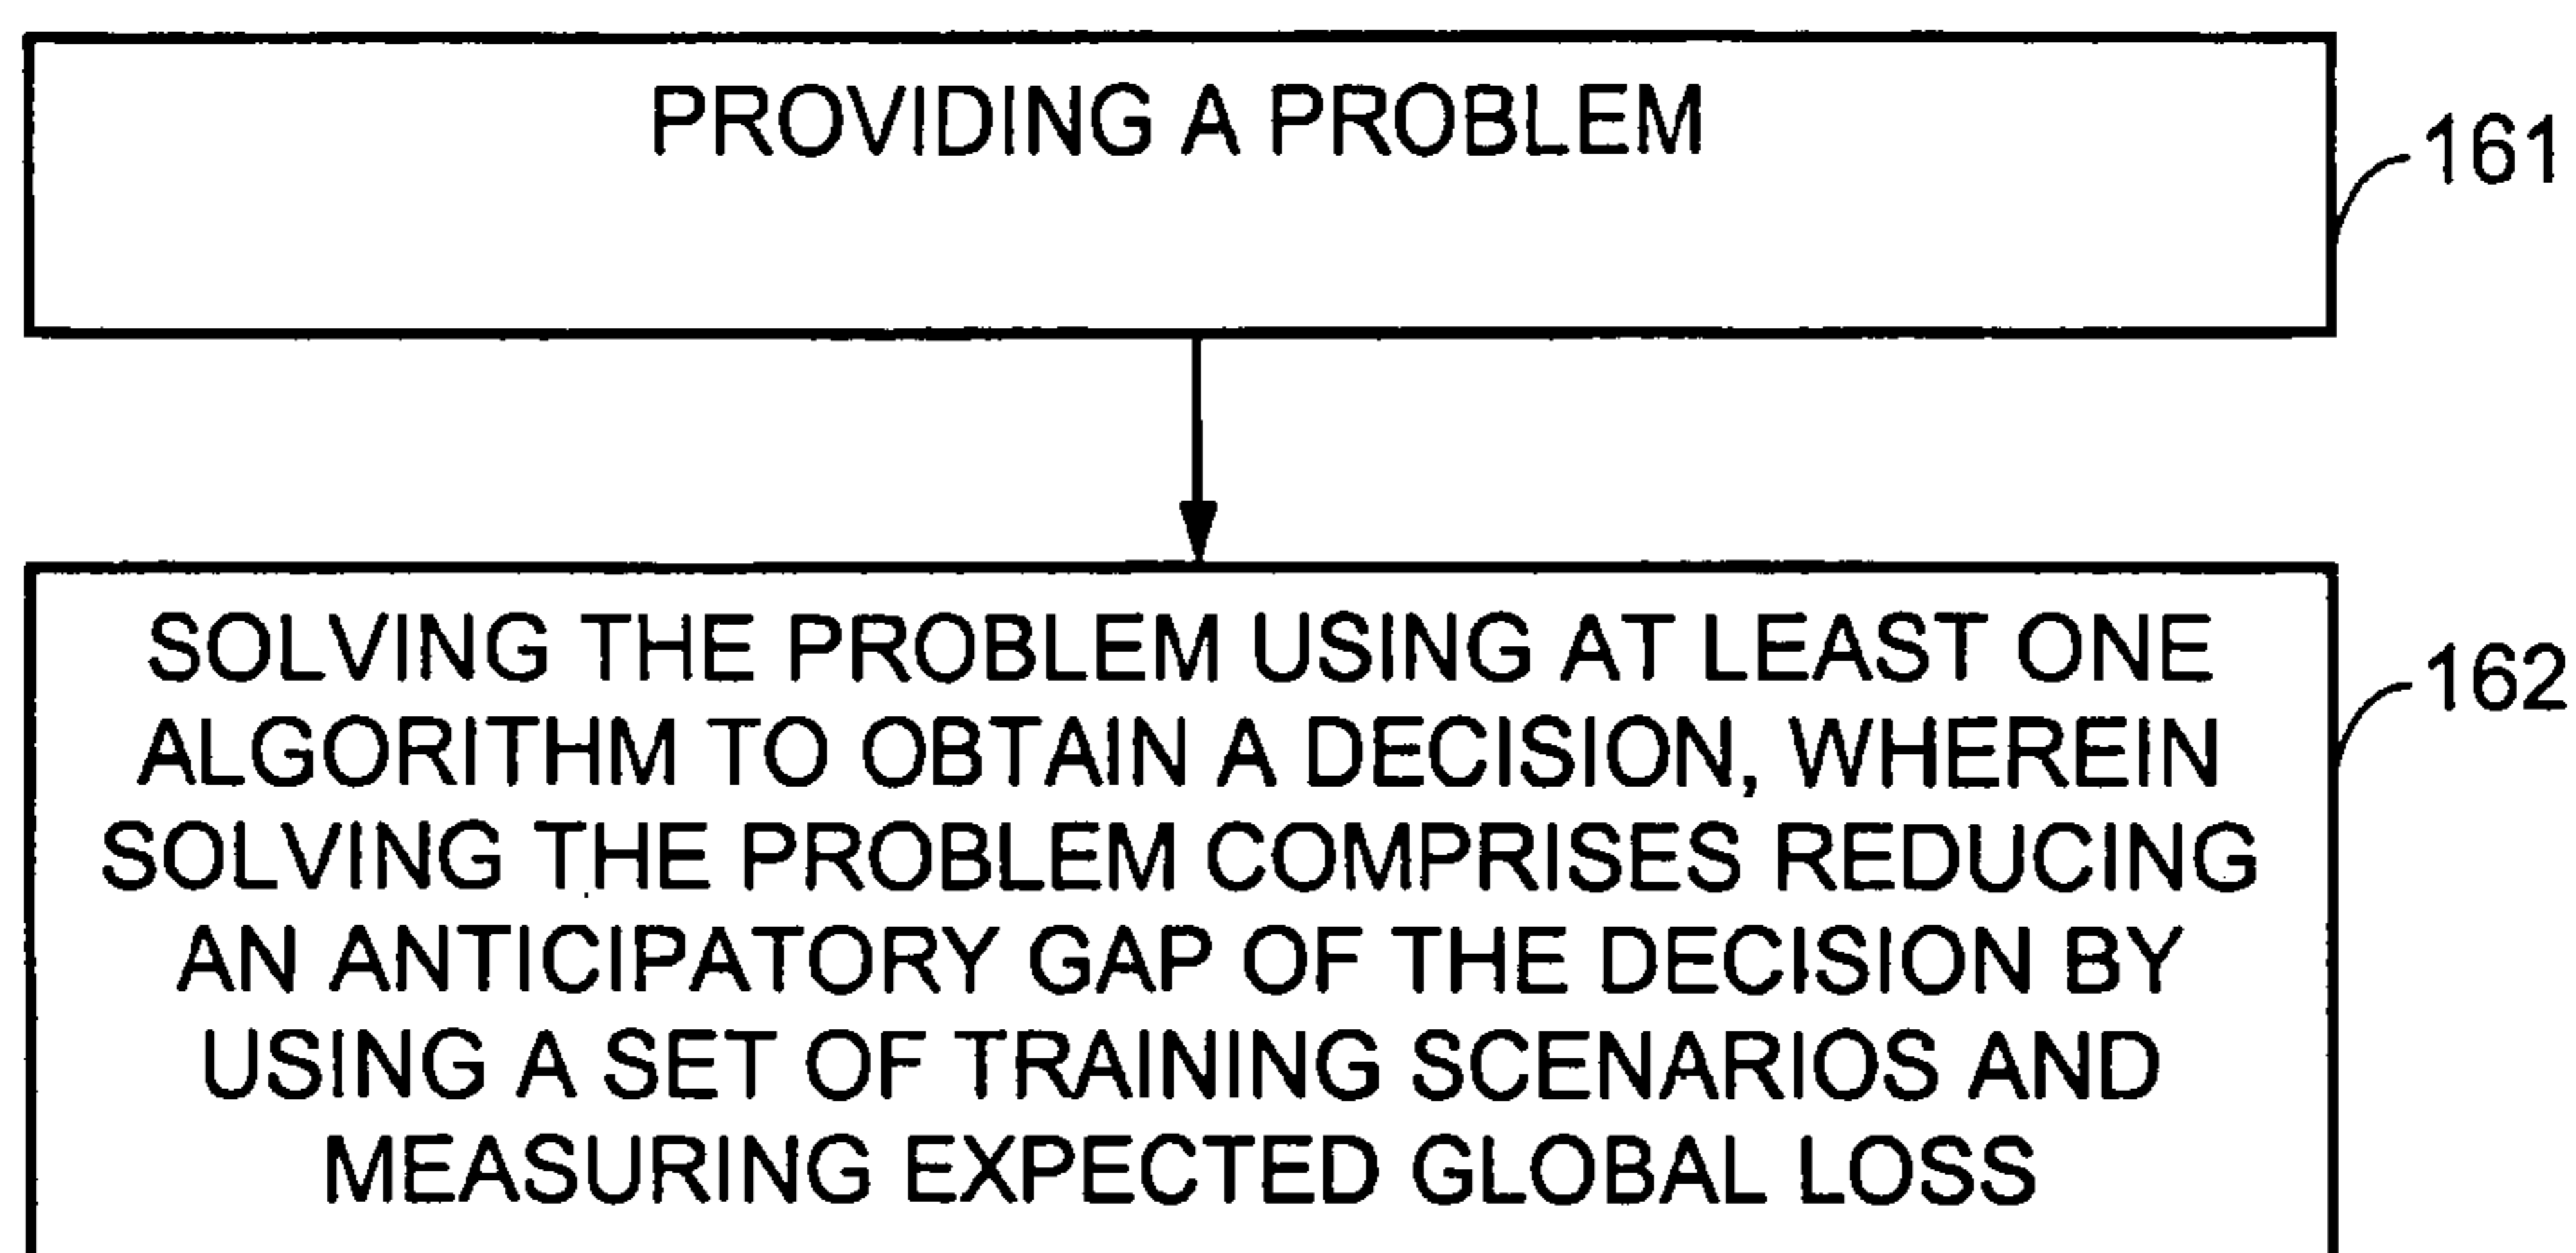 PROVIDING A PROBLEM
161
SOLVING THE PROBLEM USING AT LEAST ONE
ALGORITHM TO OBTAIN A DECISION, WHEREIN
SOLVING THE PROBLEM COMPRISES REDUCING
AN ANTICIPATORY GAP OF THE DECISION BY
USING A SET OF TRAINING SCENARIOS AND
MEASURING EXPECTED GLOBAL LOSS
162